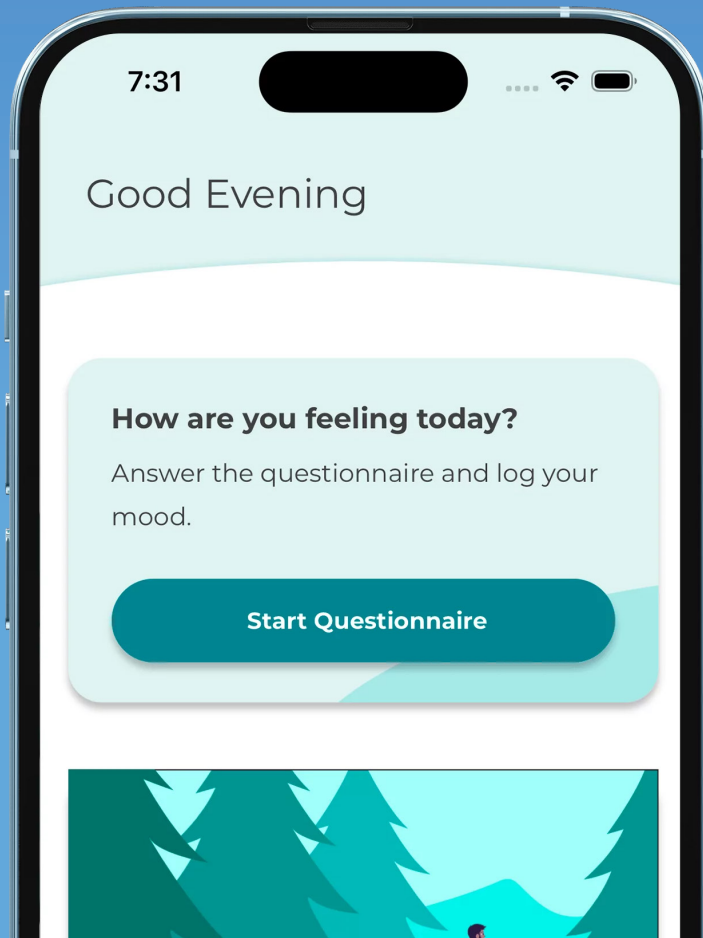 7:31
Good Evening
How are you feeling today?
Answer the questionnaire and log your
mood.
Start Questionnaire